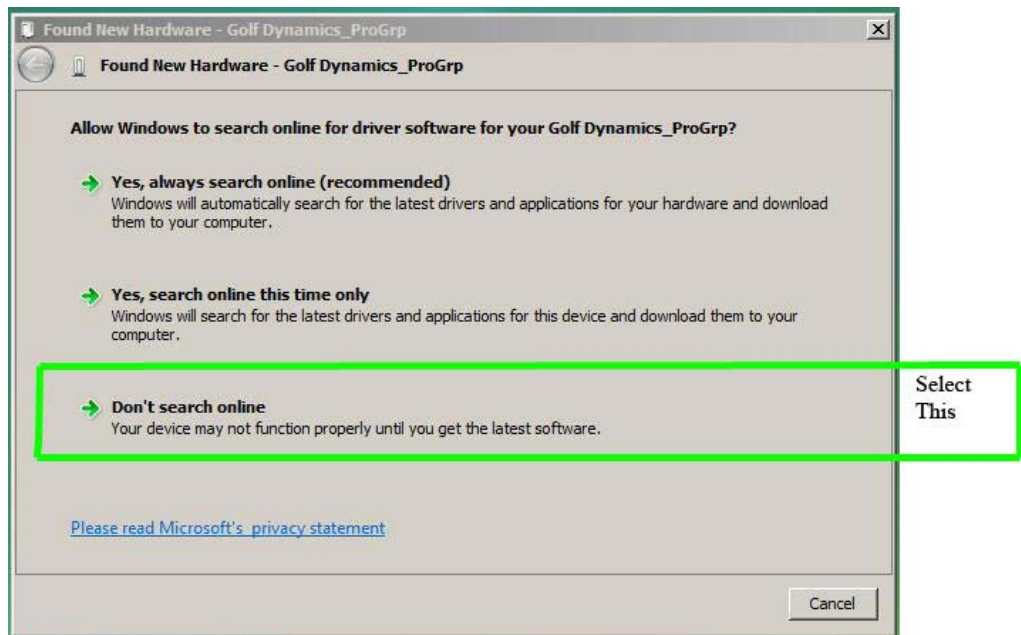 Found New Hardware - Golf Dynamics_ProGrp
Found New Hardware - Golf Dynamics_ProGrp
Allow Windows to search online for driver software for your Golf Dynamics_ProGrp?
Yes, always search online (recommended)
Windows will automatically search for the latest drivers and applications for your hardware and download
them to your computer.
Yes, search online this time only
Windows will search for the latest drivers and applications for this device and download them to your
computer.
Don't search online
Your device may not function properly until you get the latest software.
Select
This
Please read Microsoft's privacy statement
Cancel